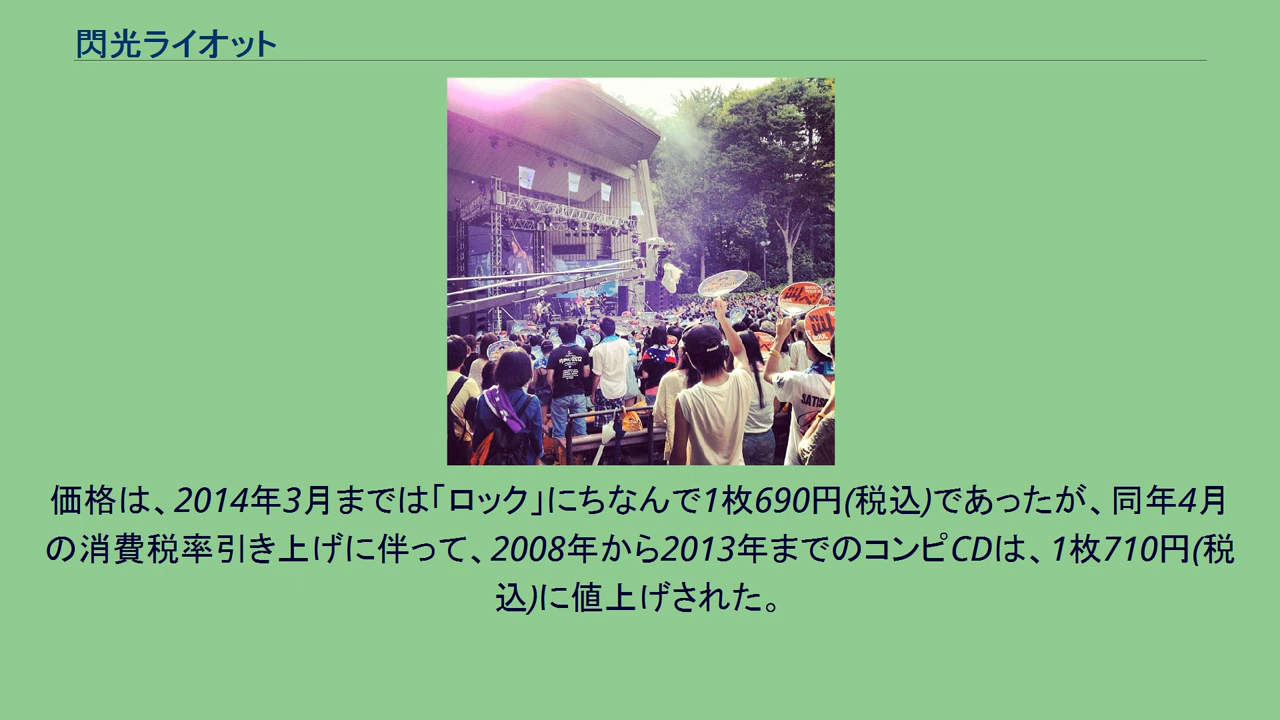 閃光ライオット
価格は、2014年3月までは「ロック」にちなんで1枚690円(税込)であったが、同年4月
の消費税率引き上げに伴って、2008年から2013年までのコンピCDは、1枚710円(税
込)に値上げされた。